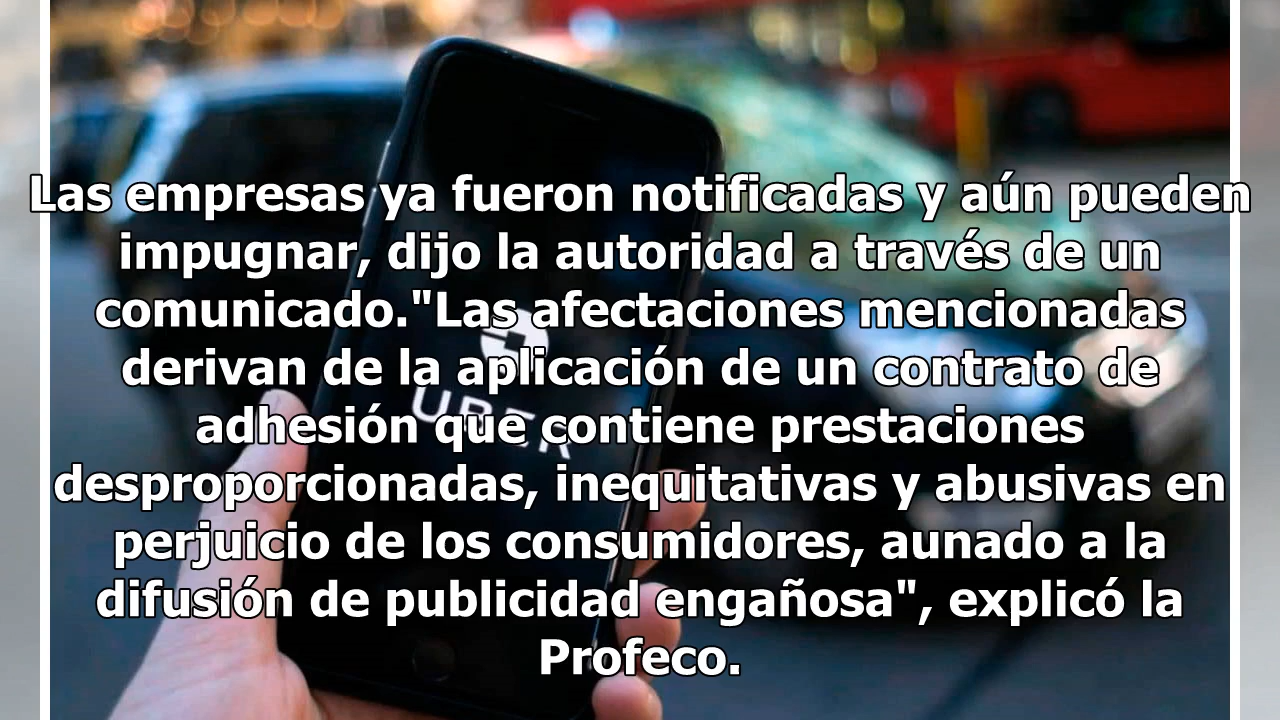 Las empresas ya fueron notificadas y aún pueden
impugnar, dijo la autoridad a través de un
comunicado."Las afectaciones mencionadas
derivan de la aplicación de un contrato de
adhesión que contiene prestaciones
desproporcionadas, inequitativas y abusivas en
perjuicio de los consumidores, aunado a la
difusión de publicidad engañosa", explicó la
Profeco.
UBER